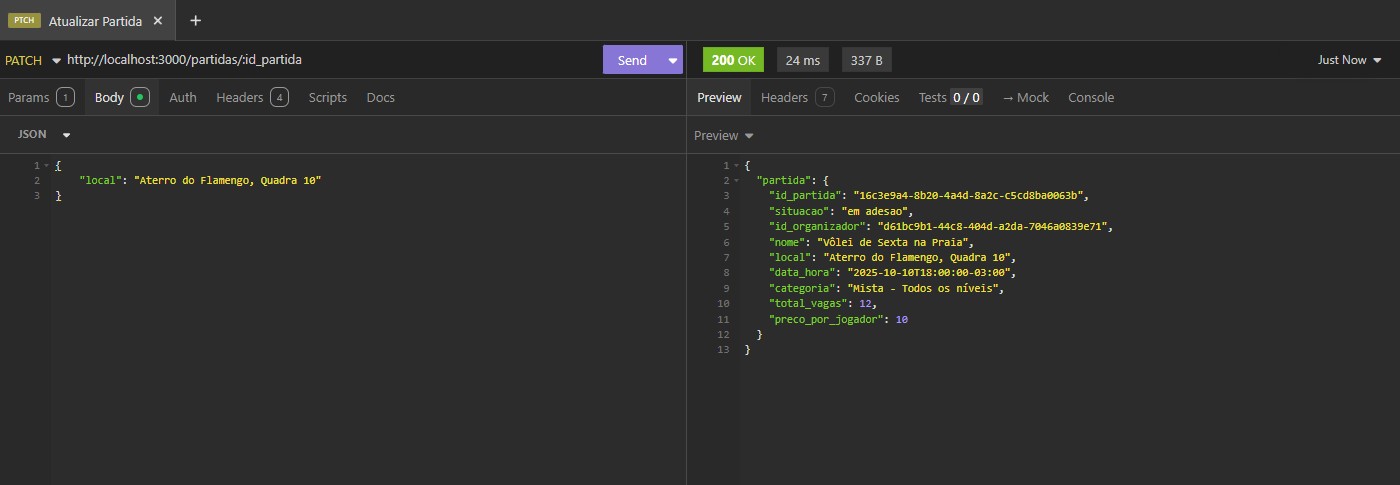 PTCH Atualizar Partida × +
PATCH http://localhost:3000/partidas/:id_partida Send 200 OK 24 ms 337 B Just Now
Params 1 Body Auth Headers 4 Scripts Docs
Preview Headers 7 Cookies Tests 0 / 0 → Mock Console
JSON
1 {
2 "local": "Aterro do Flamengo, Quadra 10"
3 }
Preview
1 {
2 "partida": {
3 "id_partida": "16c3e9a4-8b20-4a4d-8a2c-c5cd8ba0063b",
4 "situacao": "em adesao",
5 "id_organizador": "d61bc9b1-44c8-404d-a2da-7046a0839e71",
6 "nome": "Vôlei de Sexta na Praia",
7 "local": "Aterro do Flamengo, Quadra 10",
8 "data_hora": "2025-10-10T18:00:00-03:00",
9 "categoria": "Mista - Todos os níveis",
10 "total_vagas": 12,
11 "preco_por_jogador": 10
12 }
13 }